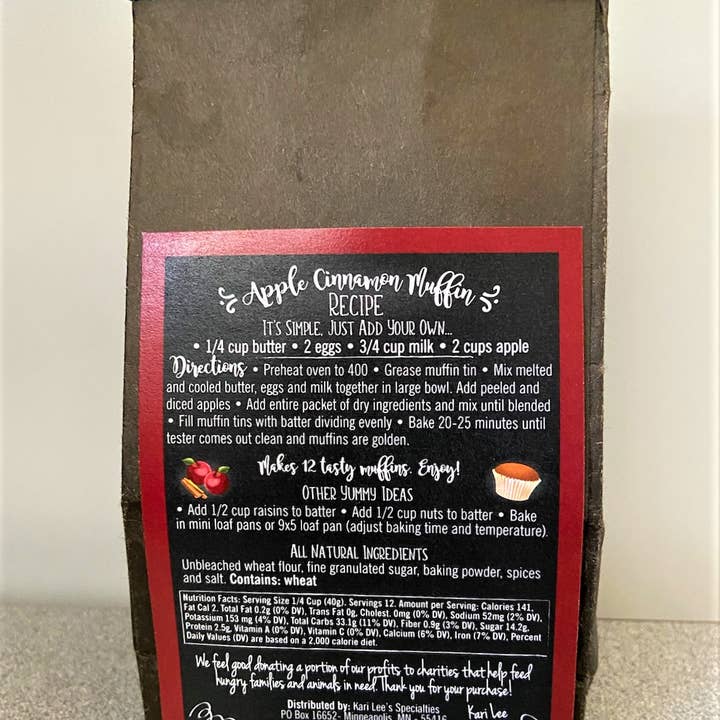 Apple Cinnamon Muffin
RECIPE
IT'S SIMPLE, JUST ADD YOUR OWN...
• 1/4 cup butter • 2 eggs • 3/4 cup milk • 2 cups apple
Directions • Preheat oven to 400 • Grease muffin tin • Mix melted
and cooled butter, eggs and milk together in large bowl. Add peeled and
diced apples • Add entire packet of dry ingredients and mix until blended
• Fill muffin tins with batter dividing evenly • Bake 20-25 minutes until
tester comes out clean and muffins are golden.
Makes 12 tasty muffins. Enjoy!
OTHER YUMMY IDEAS
• Add 1/2 cup raisins to batter • Add 1/2 cup nuts to batter • Bake
in mini loaf pans or 9x5 loaf pan (adjust baking time and temperature).
ALL NATURAL INGREDIENTS
Unbleached wheat flour, fine granulated sugar, baking powder, spices
and salt. Contains: wheat
Nutrition Facts: Serving Size 1/4 Cup (40g). Servings 12. Amount per Serving: Calories 141,
Fat Cal 2. Total Fat 0.2g (0% DV), Trans Fat 0g, Cholest. 0mg (0% DV), Sodium 52mg (2% DV),
Potassium 153 mg (4% DV), Total Carbs 33.1g (11% DV), Fiber 0.9g (3% DV), Sugar 14.2g,
Protein 2.5g, Vitamin A (0% DV), Vitamin C (0% DV), Calcium (6% DV), Iron (7% DV), Percent
Daily Values (DV) are based on a 2,000 calorie diet.
We feel good donating a portion of our profits to charities that help feed
hungry families and animals in need. Thank you for your purchase!
Distributed by: Kari Lee's Specialties
PO Box 16652- Minneapolis, MN - 55416
Kari Lee